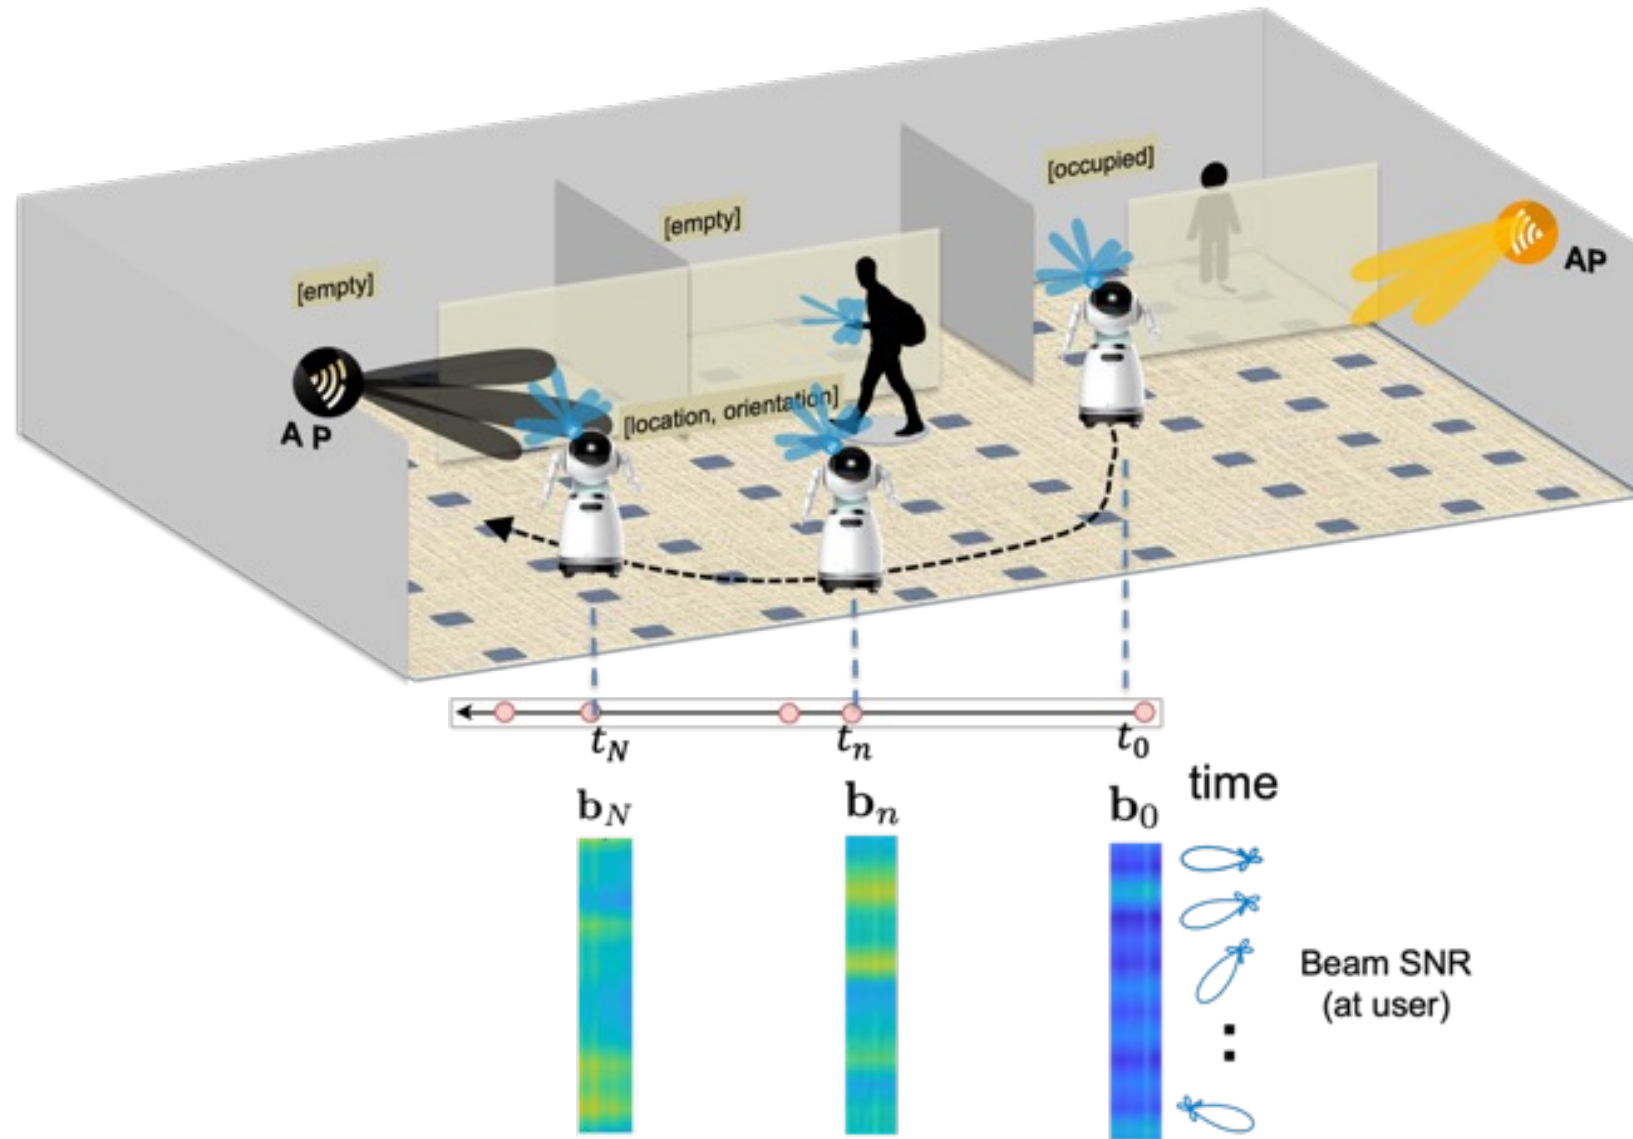 [occupied]
[empty]
[empty]
AP
A P
[location, orientation]
t_N
t_n
t_0
time
b_N
b_n
b_0
Beam SNR
(at user)